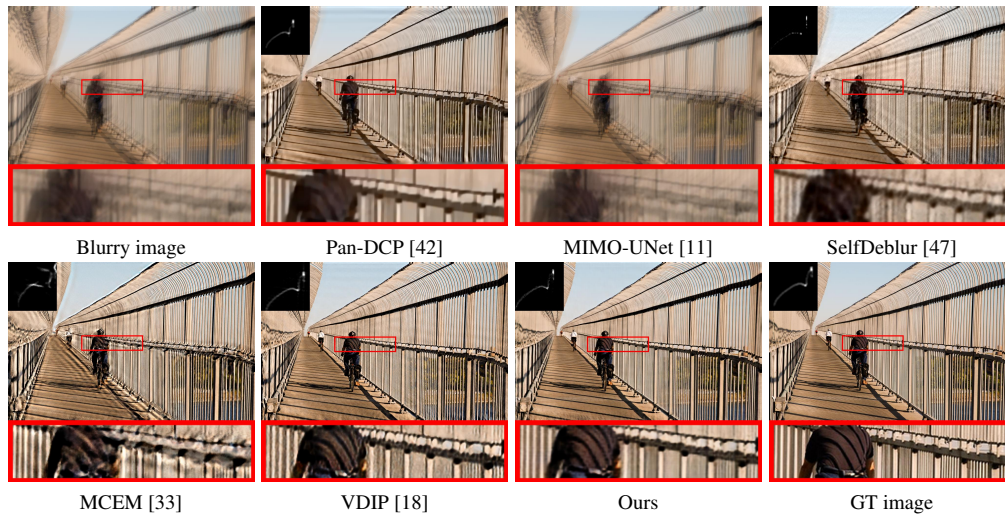 Blurry image
Pan-DCP [42]
MIMO-UNet [11]
SelfDeblur [47]
MCEM [33]
VDIP [18]
Ours
GT image